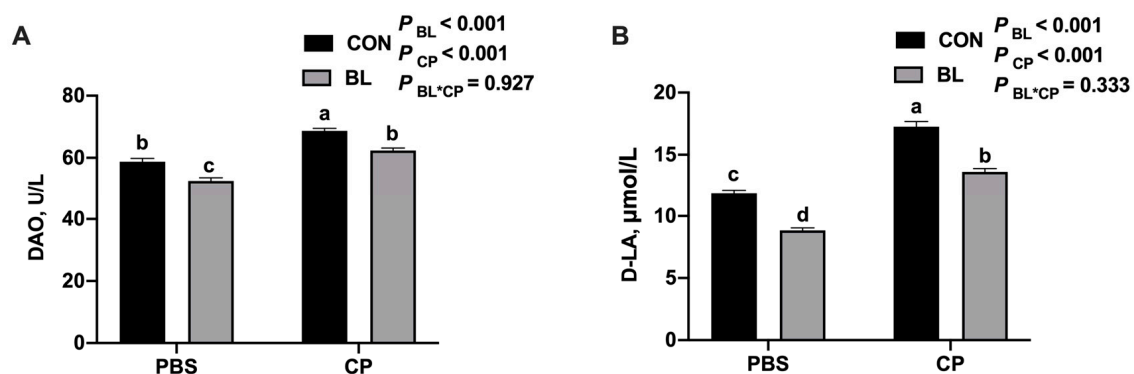 A
CON
BL
P BL < 0.001
P CP < 0.001
P BL*CP = 0.927
DAO, U/L
80
60
40
20
0
b
c
a
b
PBS
CP
B
CON
BL
P BL < 0.001
P CP < 0.001
P BL*CP = 0.333
D-LA, μmol/L
20
15
10
5
0
c
d
a
b
PBS
CP